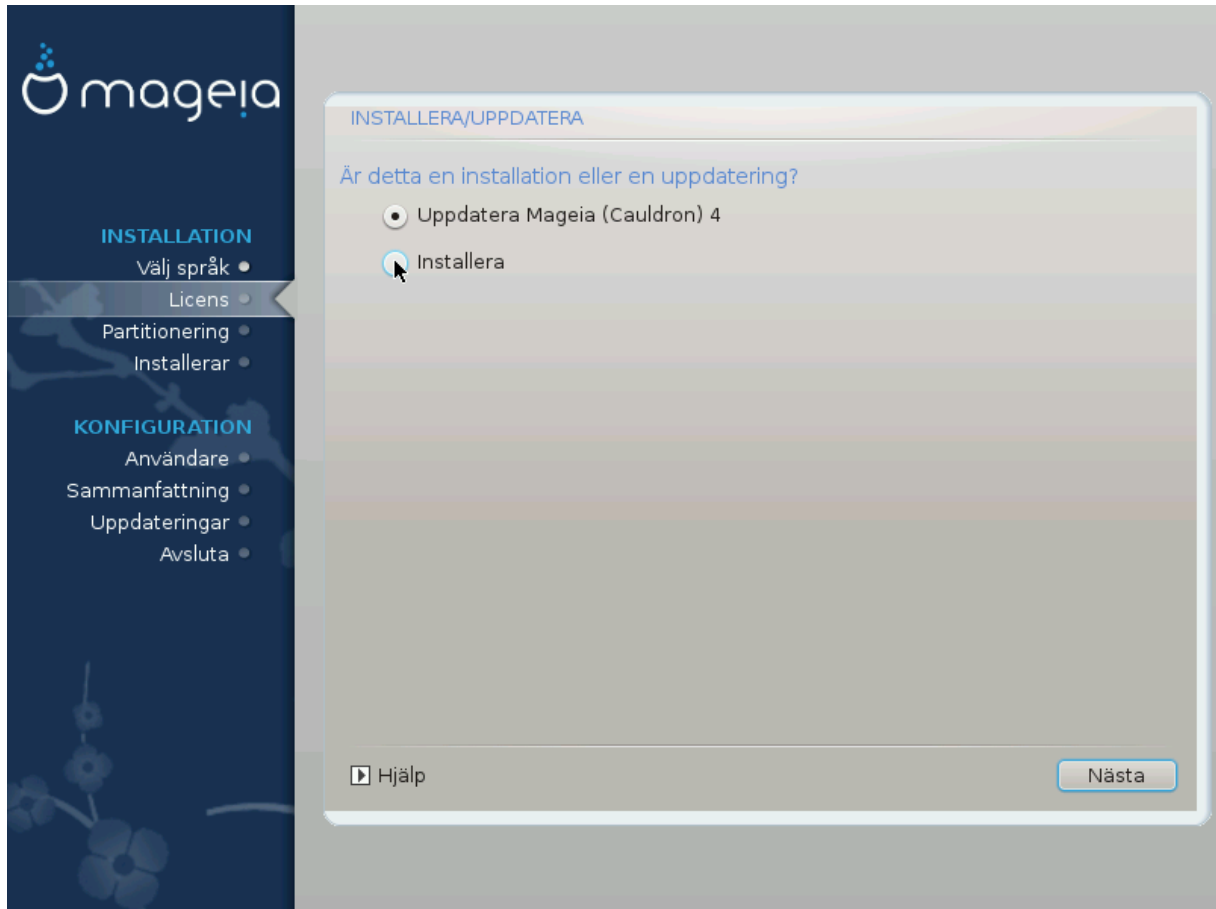 mageia
INSTALLATION
Välj språk
Licens
Partitionering
Installerar
KONFIGURATION
Användare
Sammanfattning
Uppdateringar
Avsluta
INSTALLERA/UPPDATERA
Är detta en installation eller en uppdatering?
Uppdatera Mageia (Cauldron) 4
Installera
Hjälp
Nästa